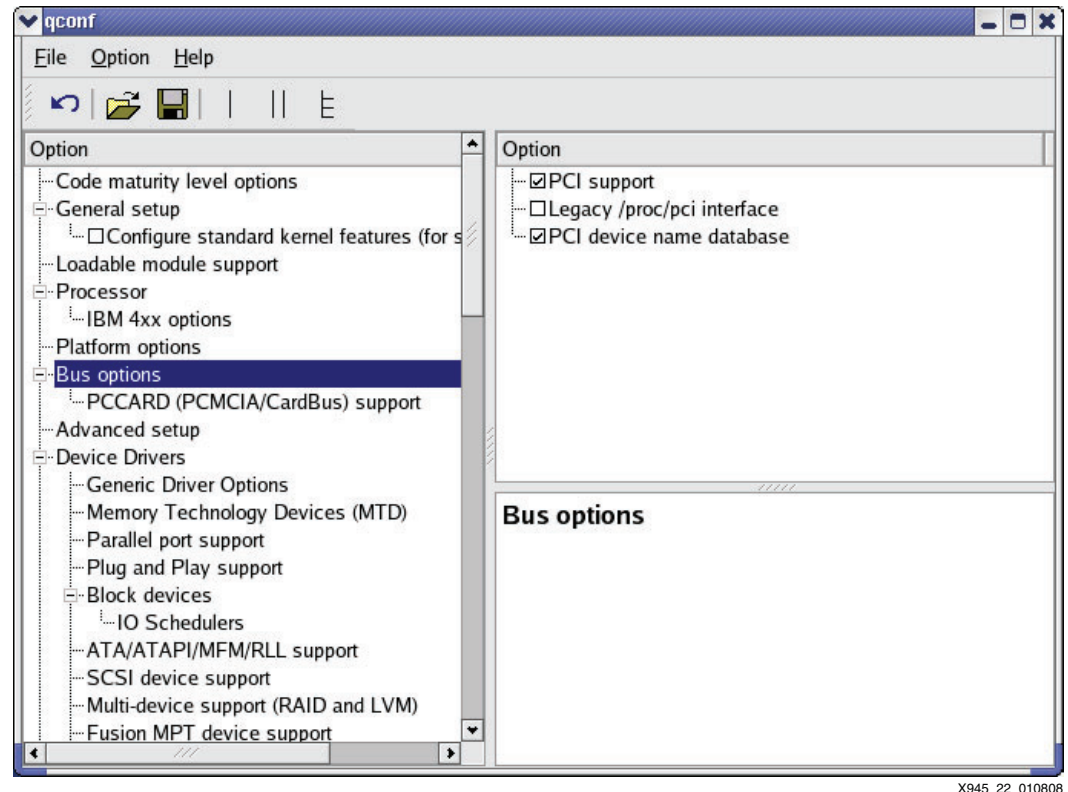 qconf
File Option Help
Option
Code maturity level options
General setup
Configure standard kernel features (for s
Loadable module support
Processor
IBM 4xx options
Platform options
Bus options
PCCARD (PCMCIA/CardBus) support
Advanced setup
Device Drivers
Generic Driver Options
Memory Technology Devices (MTD)
Parallel port support
Plug and Play support
Block devices
IO Schedulers
ATA/ATAPI/MFM/RLL support
SCSI device support
Multi-device support (RAID and LVM)
Fusion MPT device support
Option
PCI support
Legacy /proc/pci interface
PCI device name database
Bus options
X945_22_010808